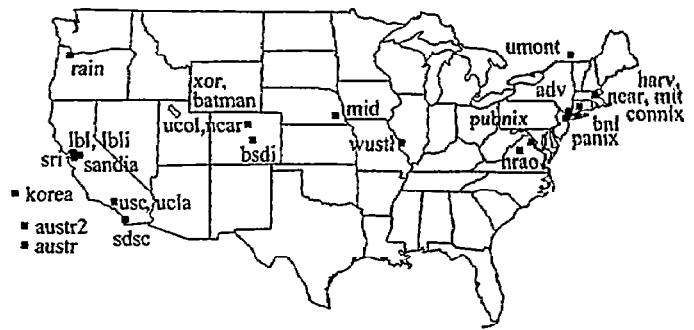 umont
rain
harv,
near, mit
connix
adv
xor,
batman
mid
pubnix
bnl
panix
ucol, ncar
lbl, lbli
wustl
bsdi
sri
sandia
nrao
korea
usc, ucla
austr2
sdsc
austr